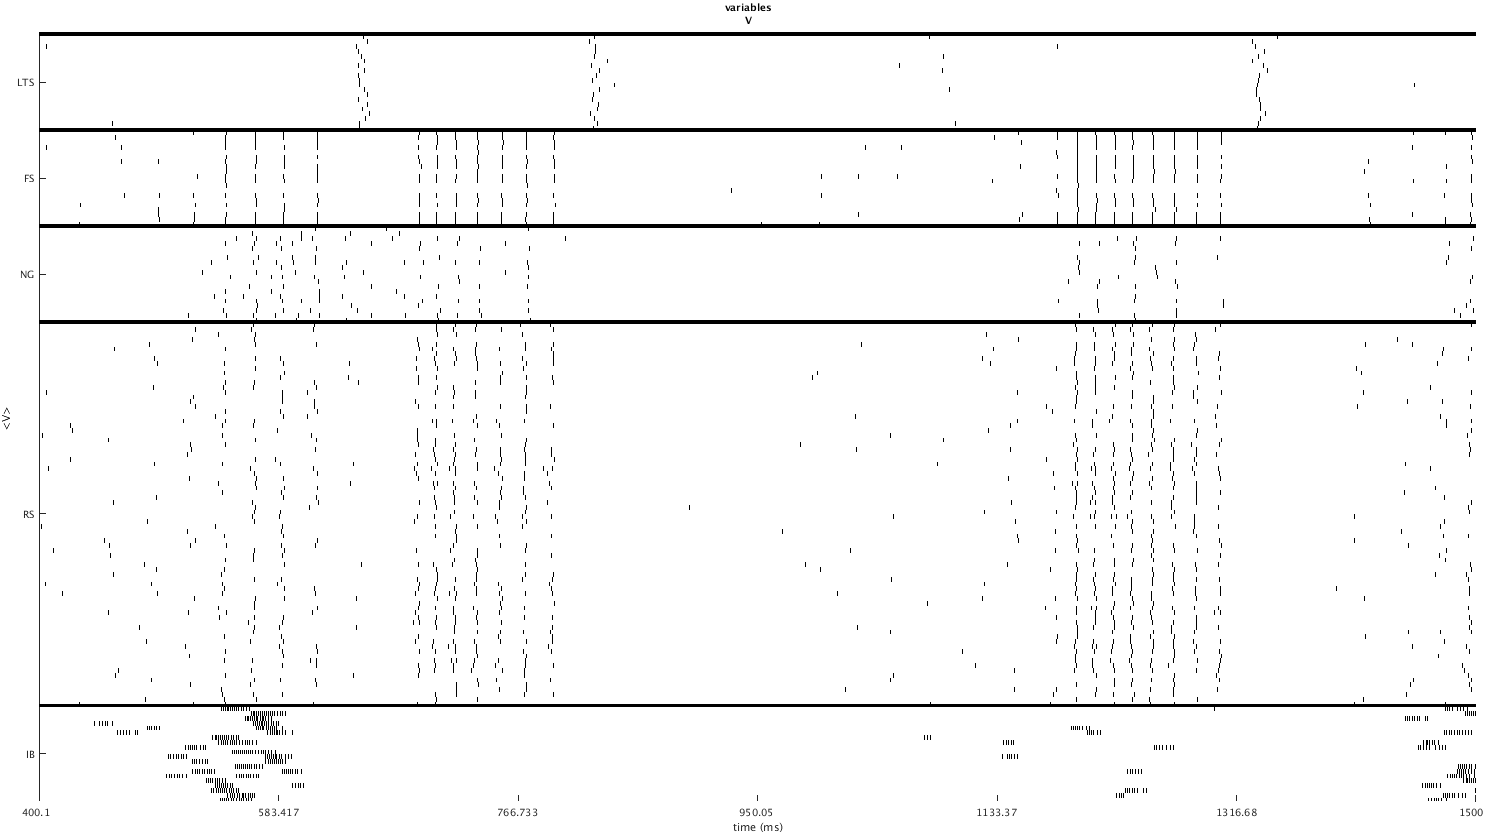 variables
V
LTS
FS
NG
RS
IB
<V>
400.1 583.417 766.733 950.05 1133.37 1316.68 1500
time (ms)